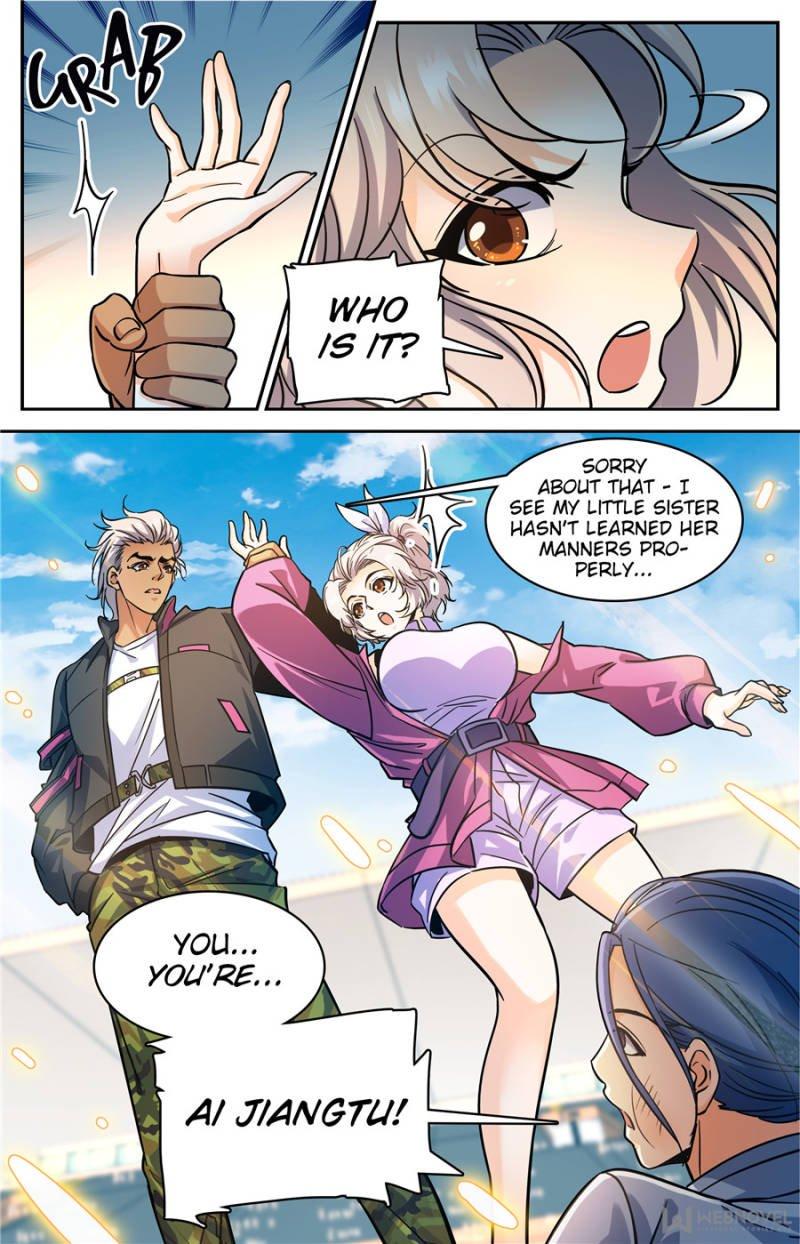 GRAB
WHO
IS IT?
SORRY
ABOUT THAT - I
SEE MY LITTLE SISTER
HASN'T LEARNED HER
MANNERS PRO-
PERLY...
YOU...
YOU'RE...
AI JIANGTU!
WEBNOVEL